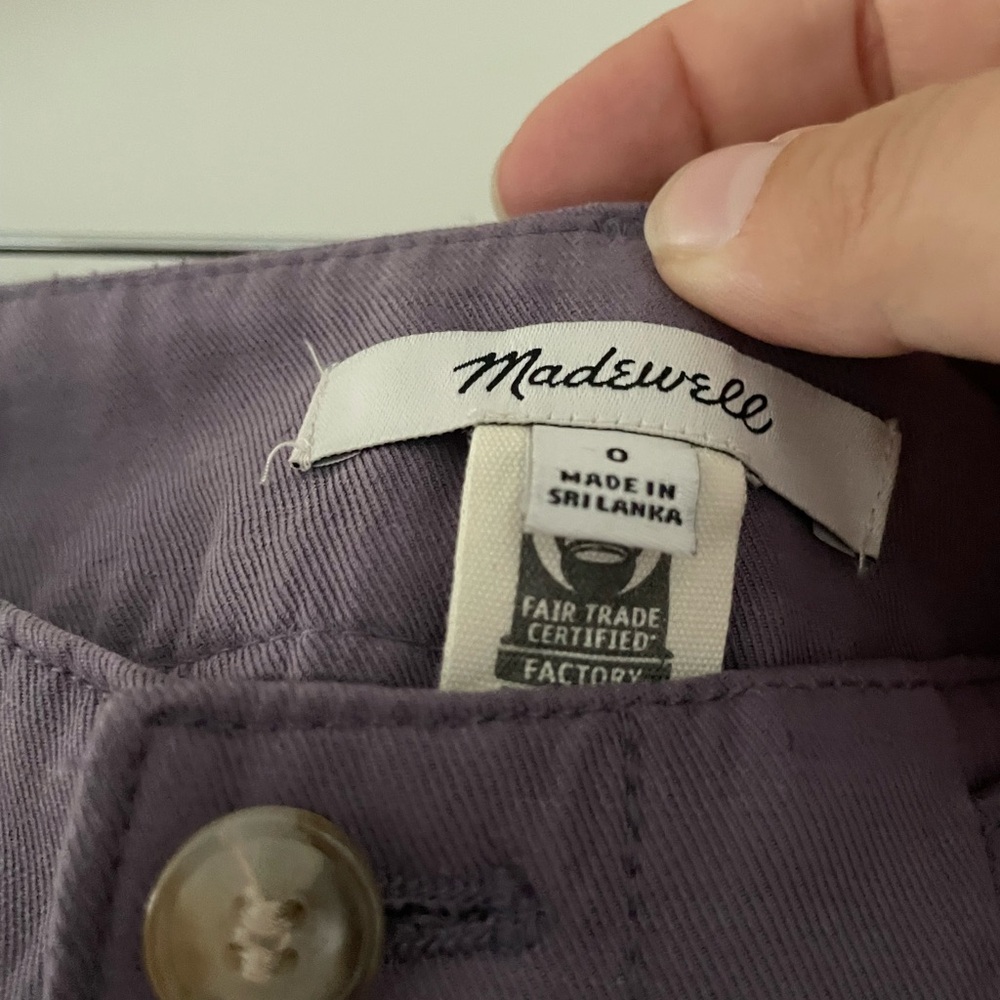 Madewell
0
MADE IN
SRI LANKA
FAIR TRADE
CERTIFIED
FACTORY